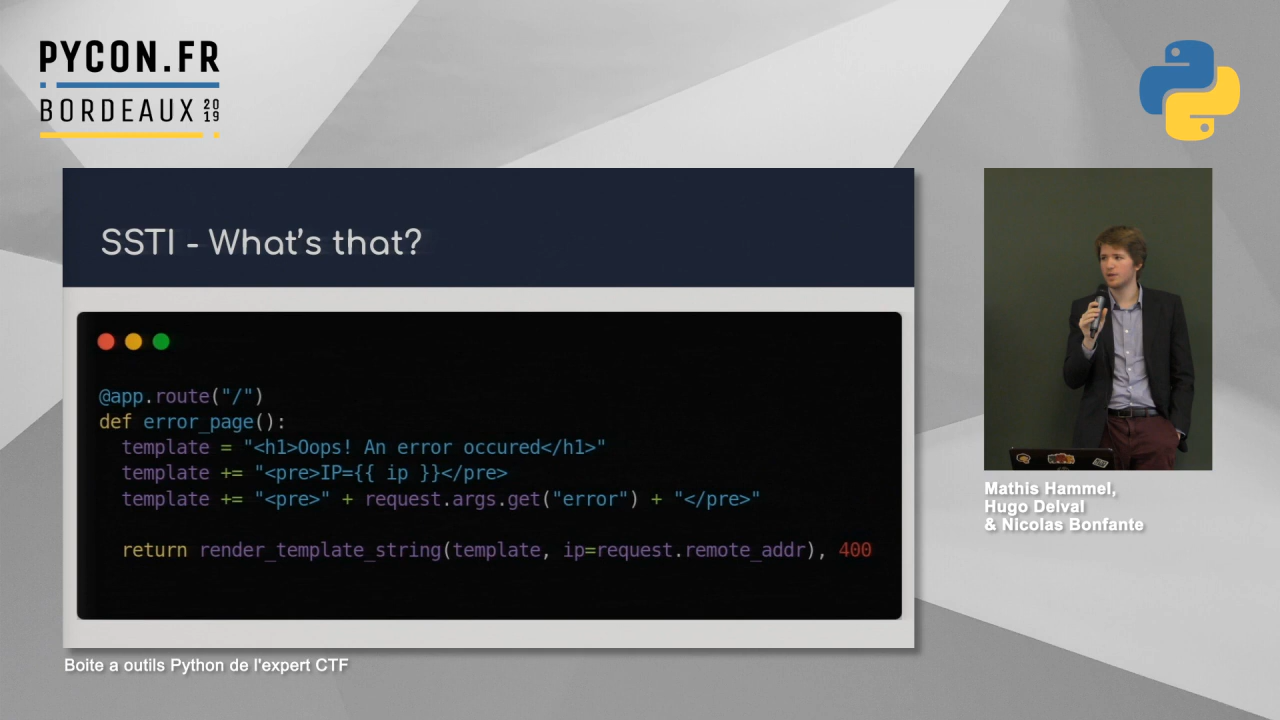 PYCON.FR
BORDEAUX 20 19
SSTI - What's that?
@app.route("/")
def error_page():
template = "<h1>Oops! An error occured</h1>"
template += "<pre>IP={{ ip }}</pre>
template += "<pre>" + request.args.get("error") + "</pre>"
return render_template_string(template, ip=request.remote_addr), 400
Mathis Hammel,
Hugo Delval
& Nicolas Bonfante
Boite a outils Python de l'expert CTF